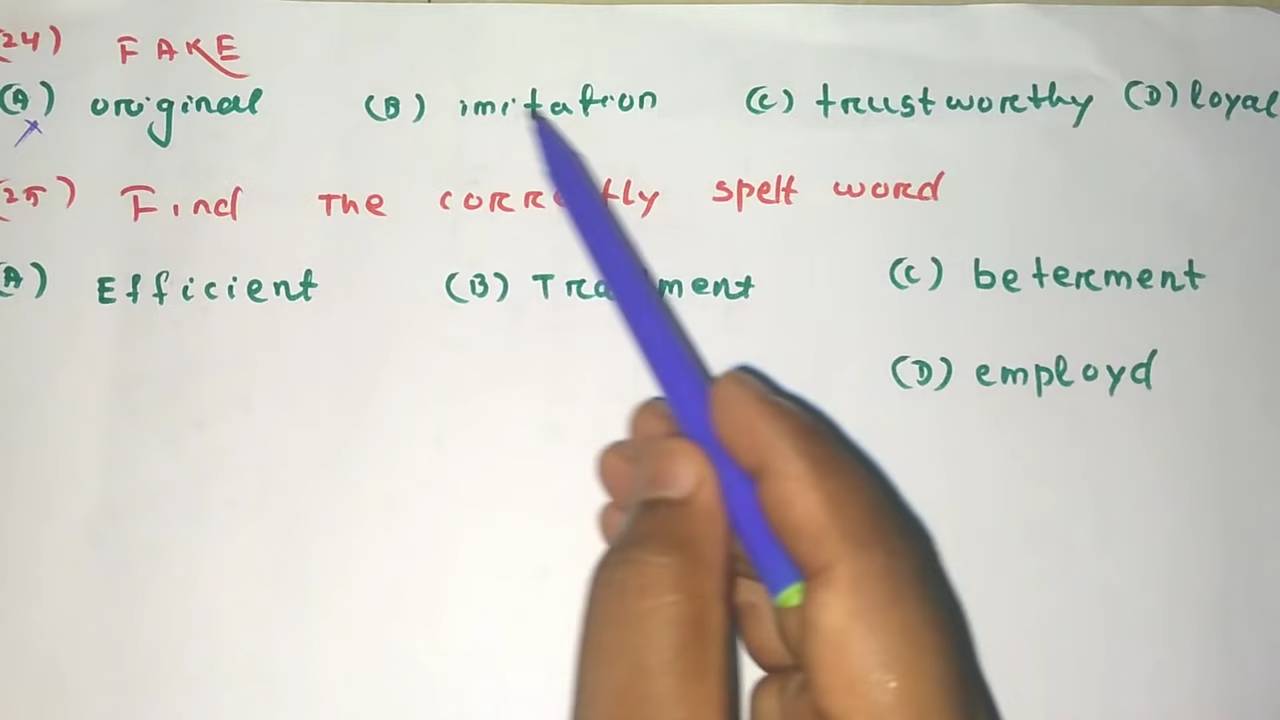 24) FAKE
(A) original (B) imitation (C) trustworthy (D) loyal
25) Find The spelt word
(A) Efficient (B) (C) beterment
(D) employd